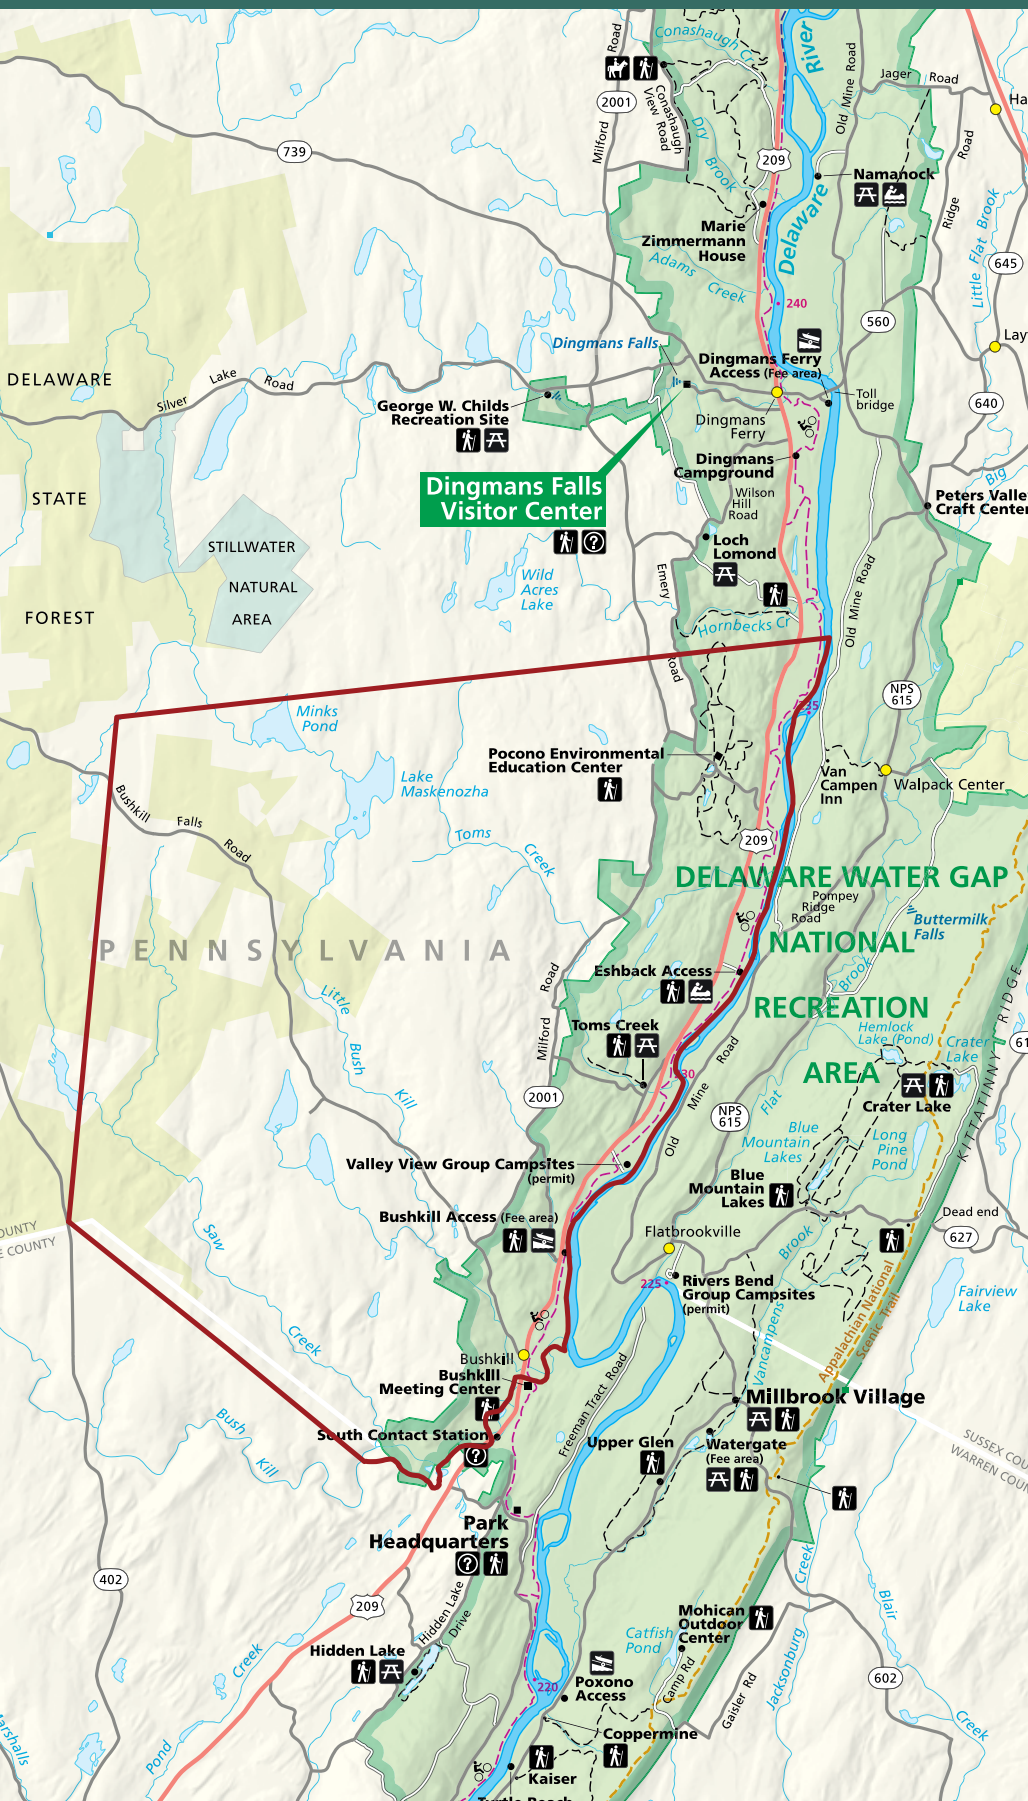 Conashaugh Cr
River
Road
2001
Milford
Conashaugh
View Road
Dry
Brook
739
209
Old Mine Road
Jager Road
Road
Ridge
Namanock
Marie
Zimmermann
House
Delaware
Adams
Creek
240
Little Flat Brook
645
560
640
Dingmans Falls
Dingmans Ferry
Access (Fee area)
Toll
bridge
Dingmans
Ferry
DELAWARE
Silver
Lake
Road
George W. Childs
Recreation Site
Dingmans
Campground
Dingmans Falls
Visitor Center
Wilson
Hill
Road
Big
STATE
STILLWATER
NATURAL
AREA
FOREST
Loch
Lomond
Wild
Acres
Lake
Emery
Road
Hornbecks Cr
Old Mine Road
NPS
615
235
Minks
Pond
Pocono Environmental
Education Center
Lake
Maskenozha
Bushkill
Falls
Road
Toms
Creek
Van
Campen
Inn
Walpack Center
209
DELAWARE WATER GAP
NATIONAL
RECREATION
AREA
Pompey
Ridge
Road
Buttermilk
Falls
PENNSYLVANIA
Eshback Access
Brook
Little
Bush
Kill
Milford
Road
Toms Creek
2001
230
Old
Mine
Road
NPS
615
Flat
Hemlock
Lake (Pond)
Crater
Lake
Crater Lake
KITTATINNY RIDGE
Blue
Mountain
Lakes
Long
Pine
Pond
Valley View Group Campsites
(permit)
Blue
Mountain
Lakes
Bushkill Access (Fee area)
Flatbrookville
Brook
Dead end
627
225
Rivers Bend
Group Campsites
(permit)
Fairview
Lake
Appalachian National
Scenic Trail
Vancampens
Saw
Creek
Bushkill
Bushkill
Meeting Center
South Contact Station
Freeman Tract Road
Millbrook Village
Upper Glen
Watergate
(Fee area)
WARREN
Bush
Kill
Park
Headquarters
402
209
Hidden Lake
Drive
Hidden Lake
Creek
Pond
Mohican
Outdoor
Center
Catfish
Pond
Camp Rd
Gaisler Rd
Jacksonburg
Creek
Blair
Creek
602
220
Poxono
Access
Coppermine
Kaiser